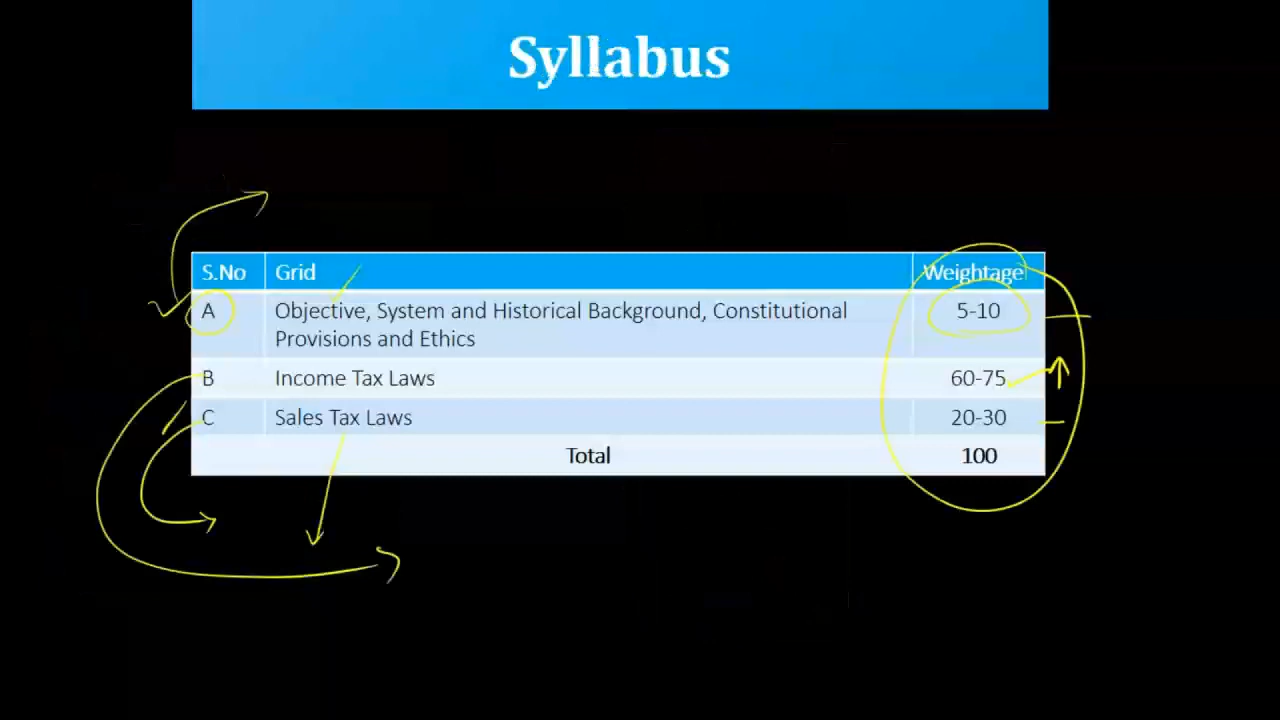 Syllabus
S.No Grid Weightage
A Objective, System and Historical Background, Constitutional 5-10
Provisions and Ethics
B Income Tax Laws 60-75
C Sales Tax Laws 20-30
Total 100